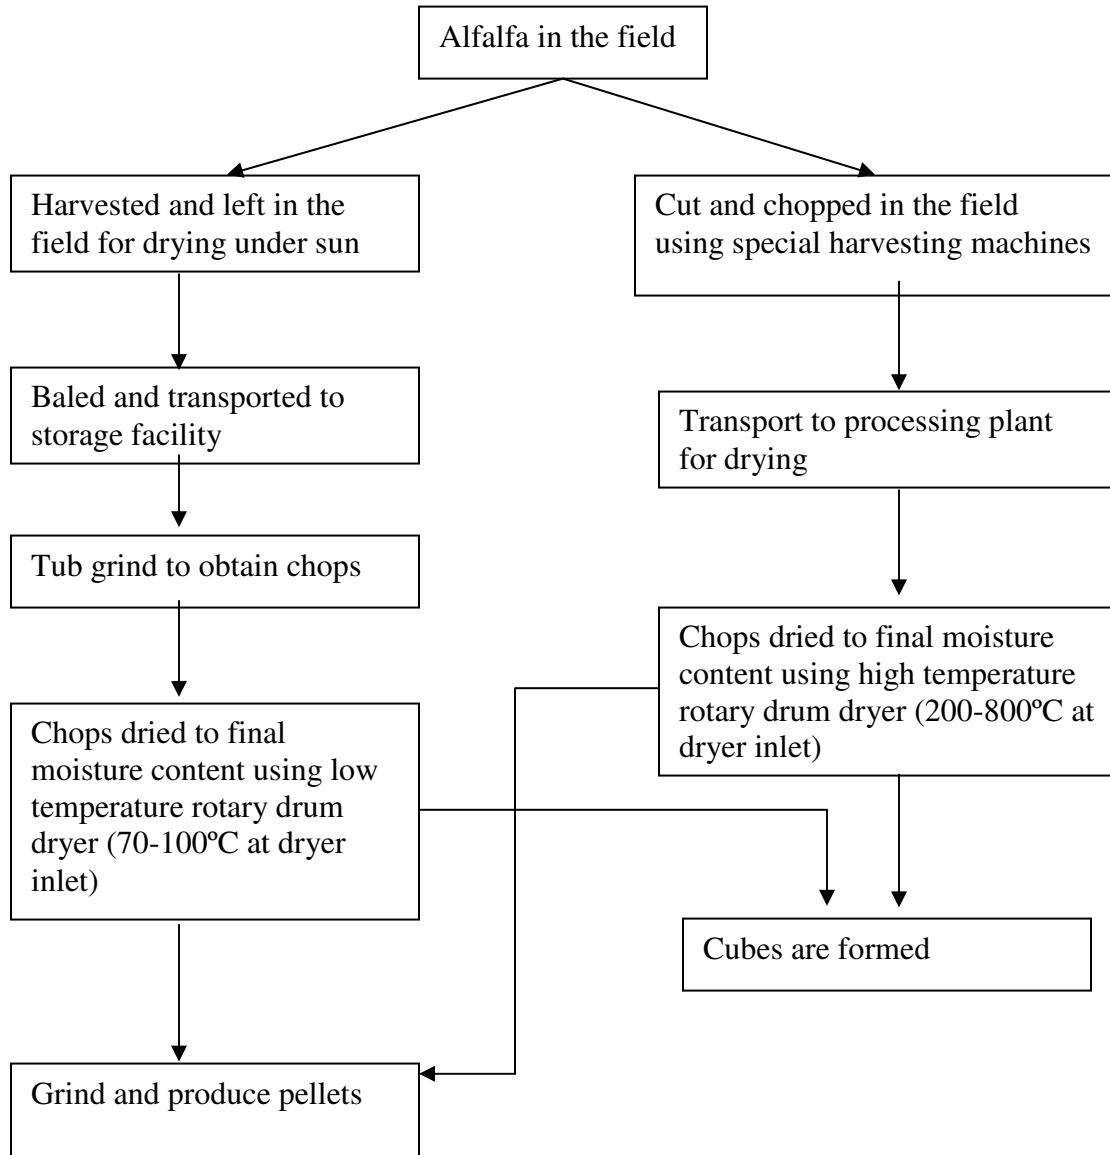 Alfalfa in the field
Harvested and left in the
field for drying under sun
Cut and chopped in the field
using special harvesting machines
Baled and transported to
storage facility
Transport to processing plant
for drying
Tub grind to obtain chops
Chops dried to final moisture
content using high temperature
rotary drum dryer (200-800ºC at
dryer inlet)
Chops dried to final
moisture content using low
temperature rotary drum
dryer (70-100ºC at dryer
inlet)
Cubes are formed
Grind and produce pellets